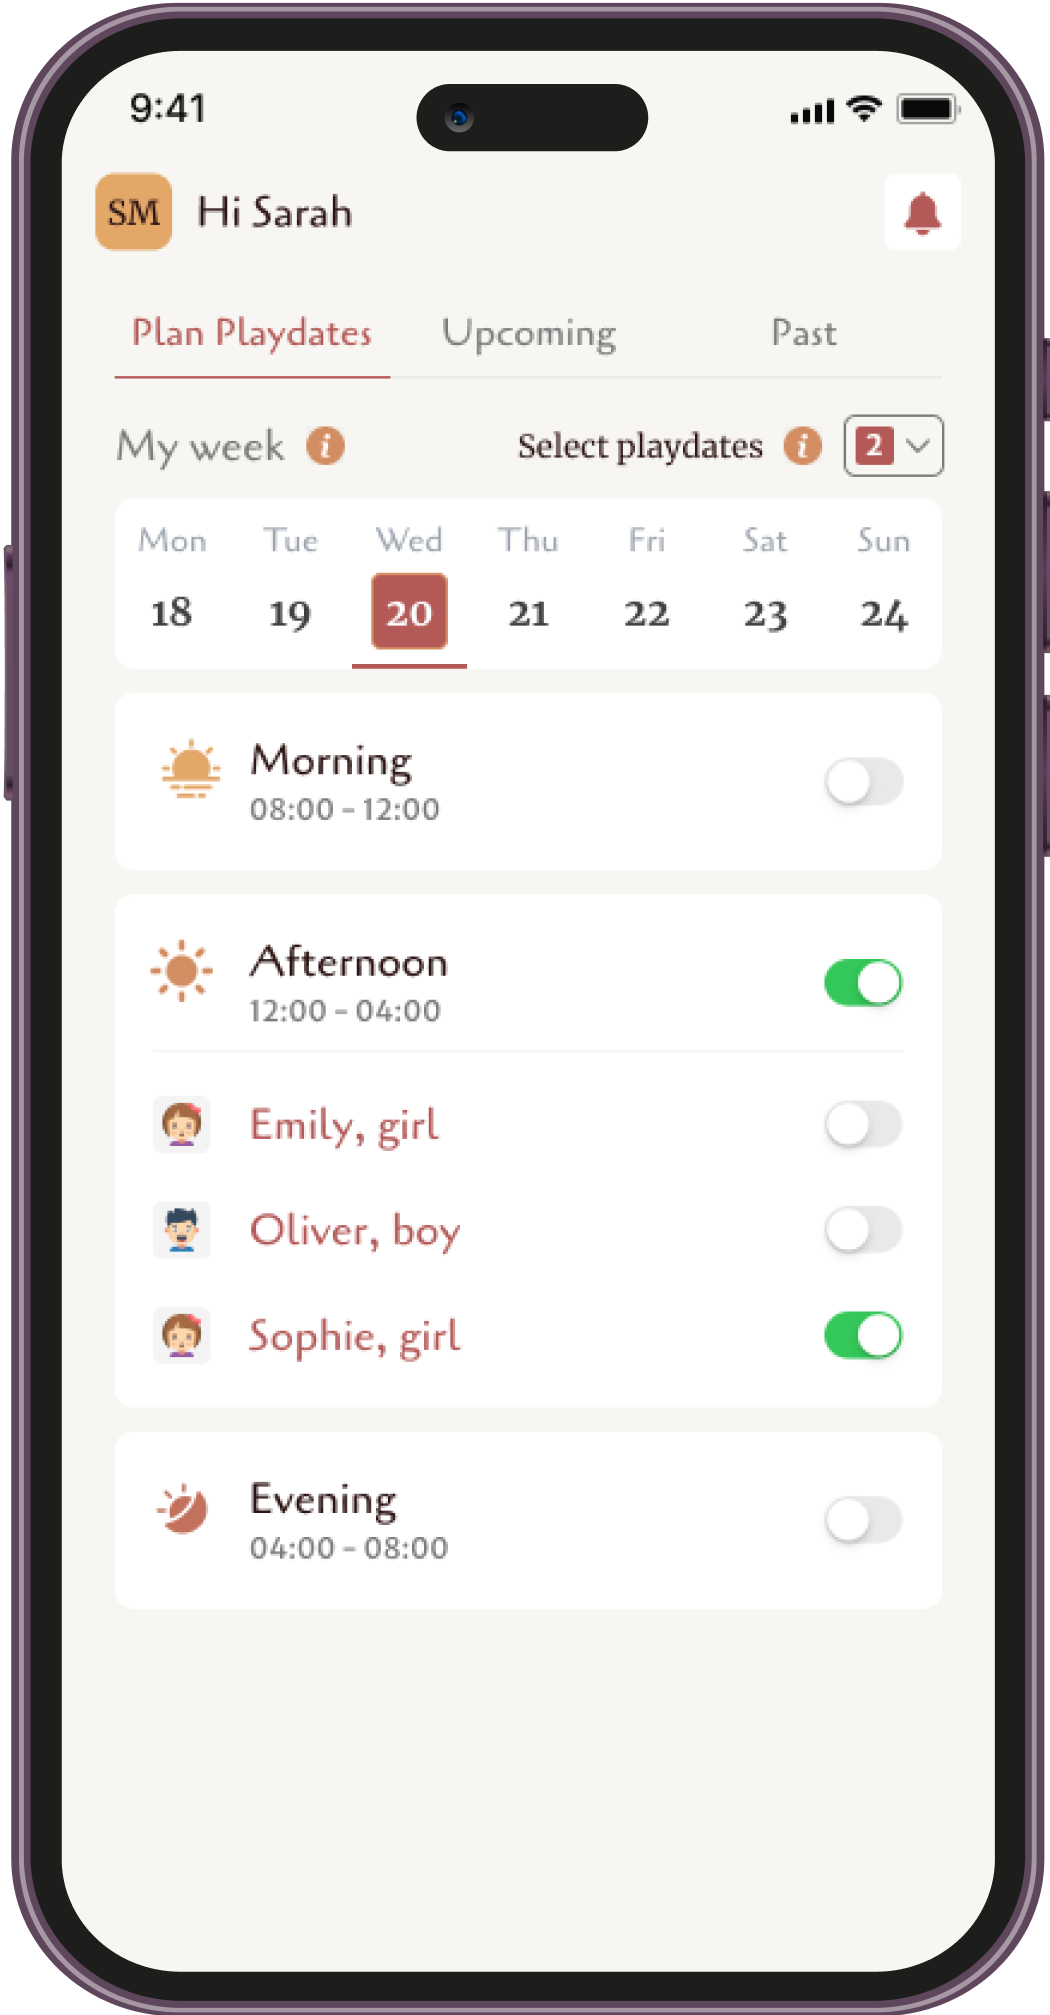 9:41
SM Hi Sarah
Plan Playdates Upcoming Past
My week i Select playdates i 2
Mon Tue Wed Thu Fri Sat Sun
18 19 20 21 22 23 24
Morning
08:00 - 12:00
Afternoon
12:00 - 04:00
Emily, girl
Oliver, boy
Sophie, girl
Evening
04:00 - 08:00